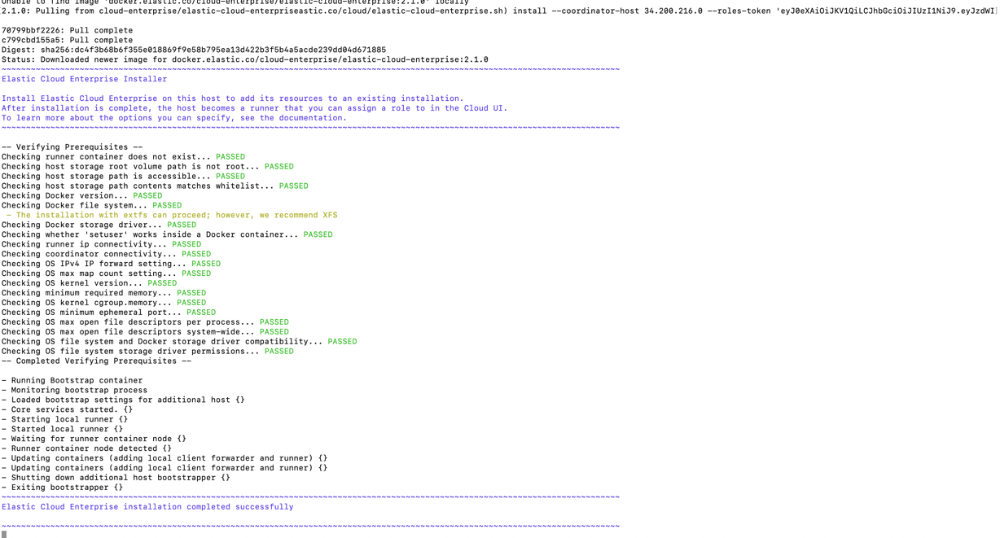 Unable to find image 'docker.elastic.co/cloud-enterprise/elastic-cloud-enterprise:2.1.0' locally
2.1.0: Pulling from cloud-enterprise/elastic-cloud-enterpriseastic.co/cloud/elastic-cloud-enterprise.sh) install --coordinator-host 34.200.216.0 --roles-token 'eyJ0eXAiOiJKV1QiLCJhbGciOiJIUzI1NiJ9.eyJzdWI
70799bbf2226: Pull complete
c799cbd155a5: Pull complete
Digest: sha256:dc4f3b68b6f355e018869f9e58b795ea13d422b3f5b4a5acde239dd04d671885
Status: Downloaded newer image for docker.elastic.co/cloud-enterprise/elastic-cloud-enterprise:2.1.0
~~~~~~~~~~~~~~~~~~~~~~~~~~~~~~~~~~~~~~~~~~~~~~~~~~~~~~~~~~~~~~~~~~~~~~~~~~~~~~~~~~~~~~~~~~~~~~~~~~~~~~~~~~~~~~~~~~~~~~~~~~~~~~~
Elastic Cloud Enterprise Installer
Install Elastic Cloud Enterprise on this host to add its resources to an existing installation.
After installation is complete, the host becomes a runner that you can assign a role to in the Cloud UI.
To learn more about the options you can specify, see the documentation.
~~~~~~~~~~~~~~~~~~~~~~~~~~~~~~~~~~~~~~~~~~~~~~~~~~~~~~~~~~~~~~~~~~~~~~~~~~~~~~~~~~~~~~~~~~~~~~~~~~~~~~~~~~~~~~~~~~~~~~~~~~~~~~~
-- Verifying Prerequisites --
Checking runner container does not exist... PASSED
Checking host storage root volume path is not root... PASSED
Checking host storage path is accessible... PASSED
Checking host storage path contents matches whitelist... PASSED
Checking Docker version... PASSED
Checking Docker file system... PASSED
- The installation with extfs can proceed; however, we recommend XFS
Checking Docker storage driver... PASSED
Checking whether 'setuser' works inside a Docker container... PASSED
Checking runner ip connectivity... PASSED
Checking coordinator connectivity... PASSED
Checking OS IPv4 IP forward setting... PASSED
Checking OS max map count setting... PASSED
Checking OS kernel version... PASSED
Checking minimum required memory... PASSED
Checking OS kernel cgroup.memory... PASSED
Checking OS minimum ephemeral port... PASSED
Checking OS max open file descriptors per process... PASSED
Checking OS max open file descriptors system-wide... PASSED
Checking OS file system and Docker storage driver compatibility... PASSED
Checking OS file system storage driver permissions... PASSED
-- Completed Verifying Prerequisites --
- Running Bootstrap container
- Monitoring bootstrap process
- Loaded bootstrap settings for additional host {}
- Core services started. {}
- Starting local runner {}
- Started local runner {}
- Waiting for runner container node {}
- Runner container node detected {}
- Updating containers (adding local client forwarder and runner) {}
- Updating containers (adding local client forwarder and runner) {}
- Shutting down additional host bootstrapper {}
- Exiting bootstrapper {}
~~~~~~~~~~~~~~~~~~~~~~~~~~~~~~~~~~~~~~~~~~~~~~~~~~~~~~~~~~~~~~~~~~~~~~~~~~~~~~~~~~~~~~~~~~~~~~~~~~~~~~~~~~~~~~~~~~~~~~~~~~~~~~~
Elastic Cloud Enterprise installation completed successfully
~~~~~~~~~~~~~~~~~~~~~~~~~~~~~~~~~~~~~~~~~~~~~~~~~~~~~~~~~~~~~~~~~~~~~~~~~~~~~~~~~~~~~~~~~~~~~~~~~~~~~~~~~~~~~~~~~~~~~~~~~~~~~~~